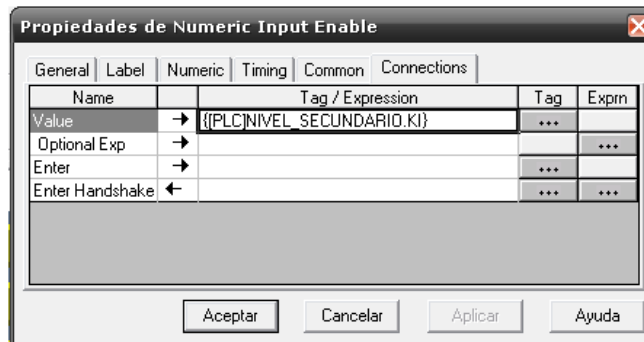 Propiedades de Numeric Input Enable
General Label Numeric Timing Common Connections
Name Tag / Expression Tag Exprn
Value → {[PLC]NIVEL_SECUNDARIO.KI} ...
Optional Exp → ...
Enter → ...
Enter Handshake ← ... ...
Aceptar Cancelar Aplicar Ayuda